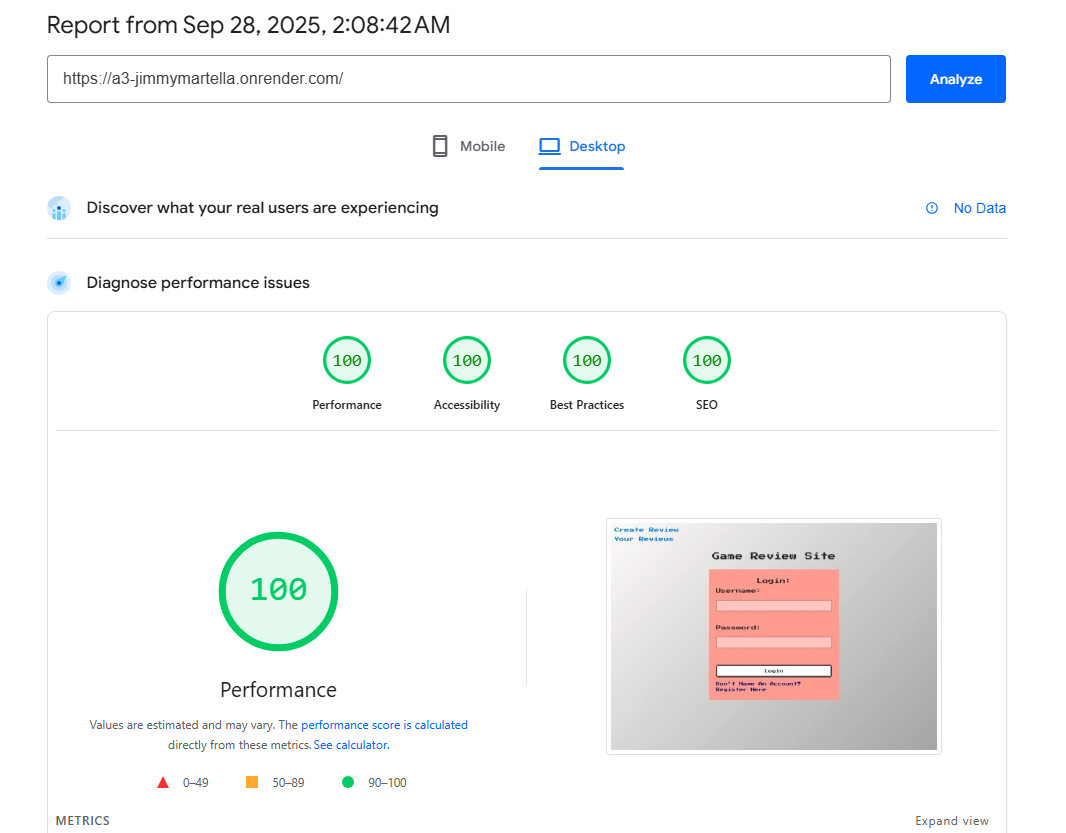 Report from Sep 28, 2025, 2:08:42 AM
https://a3-jimmymartella.onrender.com/
Analyze
Mobile
Desktop
Discover what your real users are experiencing
No Data
Diagnose performance issues
100
100
100
100
Performance
Accessibility
Best Practices
SEO
100
Performance
Values are estimated and may vary. The performance score is calculated
directly from these metrics. See calculator.
0–49
50–89
90–100
Create Review
Your Reviews
Game Review Site
Login:
Username:
Password:
Login
Don't Have An Account?
Register Here
METRICS
Expand view